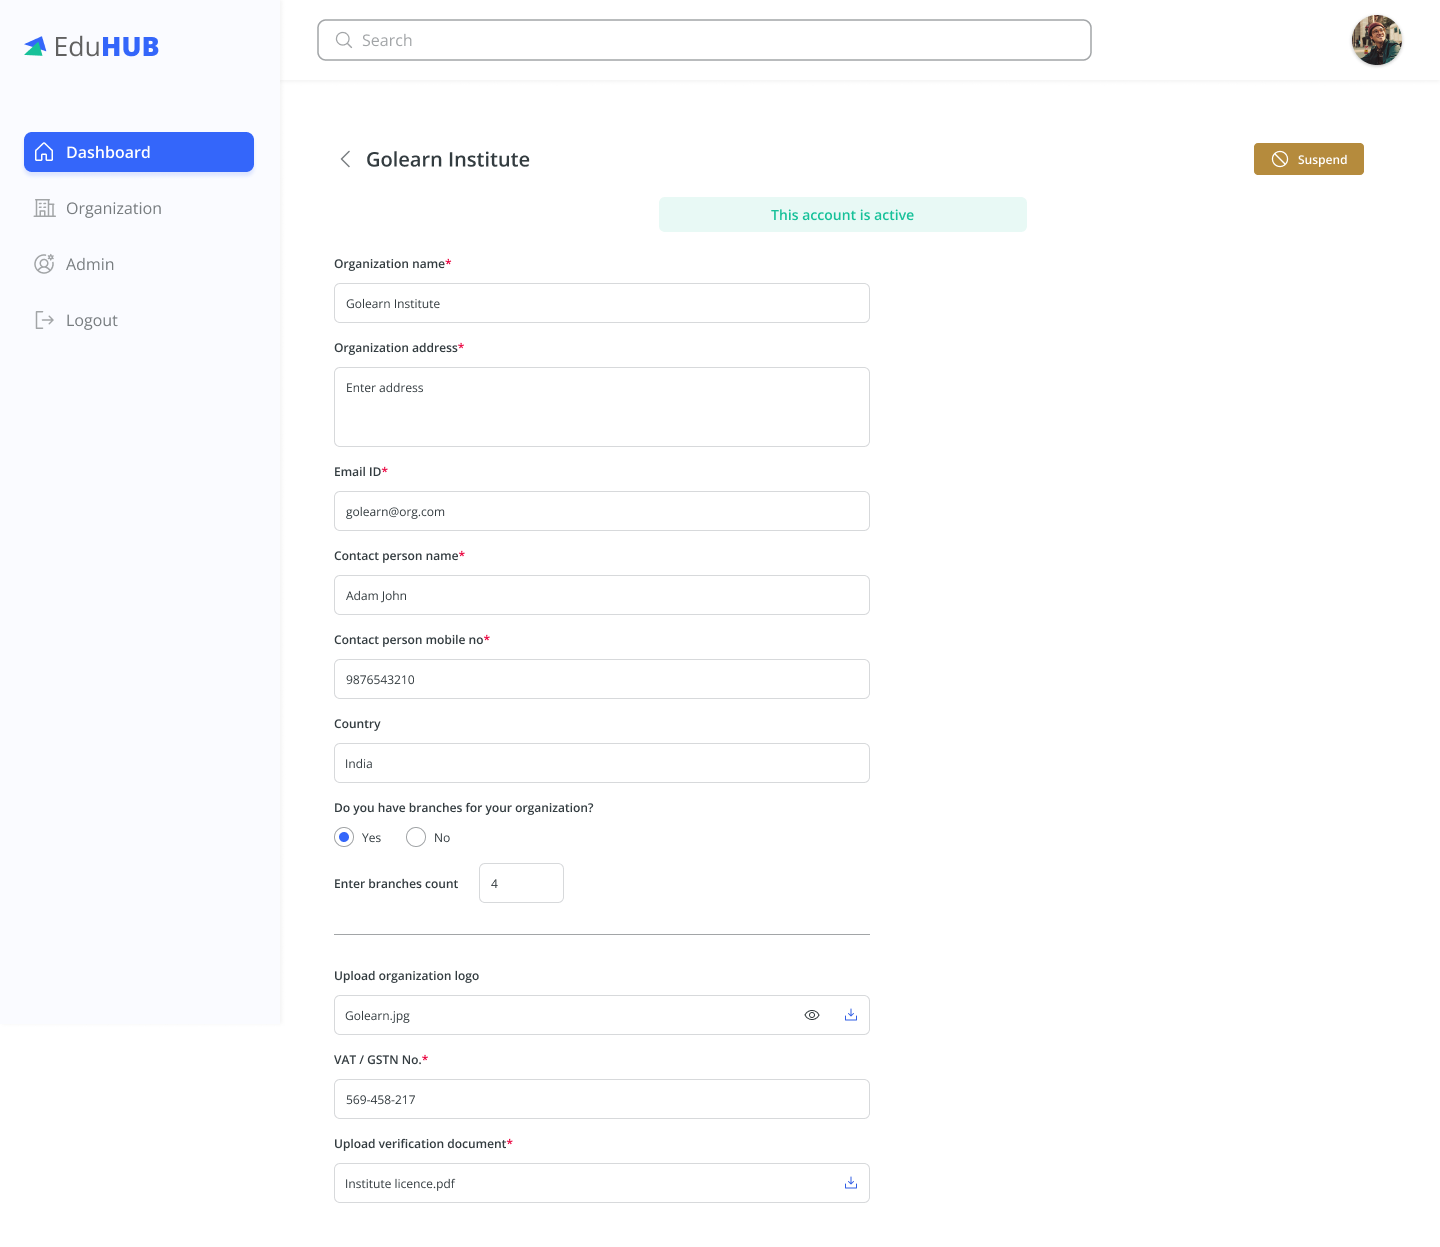 EduHUB
Search
Dashboard
Organization
Admin
Logout
Golearn Institute
Suspend
This account is active
Organization name*
Golearn Institute
Organization address*
Enter address
Email ID*
golearn@org.com
Contact person name*
Adam John
Contact person mobile no*
9876543210
Country
India
Do you have branches for your organization?
Yes No
Enter branches count 4
Upload organization logo
Golearn.jpg
VAT / GSTN No.*
569-458-217
Upload verification document*
Institute licence.pdf